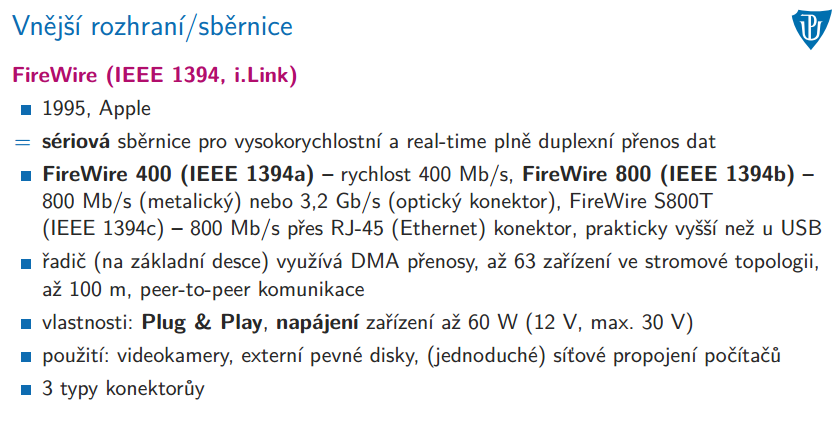 Vnější rozhraní/sběrnice
FireWire (IEEE 1394, i.Link)
1995, Apple
= sériová sběrnice pro vysokorychlostní a real-time plně duplexní přenos dat
FireWire 400 (IEEE 1394a) – rychlost 400 Mb/s, FireWire 800 (IEEE 1394b) –
800 Mb/s (metalický) nebo 3,2 Gb/s (optický konektor), FireWire S800T
(IEEE 1394c) – 800 Mb/s přes RJ-45 (Ethernet) konektor, prakticky vyšší než u USB
řadič (na základní desce) využívá DMA přenosy, až 63 zařízení ve stromové topologii,
až 100 m, peer-to-peer komunikace
vlastnosti: Plug & Play, napájení zařízení až 60 W (12 V, max. 30 V)
použití: videokamery, externí pevné disky, (jednoduché) síťové propojení počítačů
3 typy konektorůy